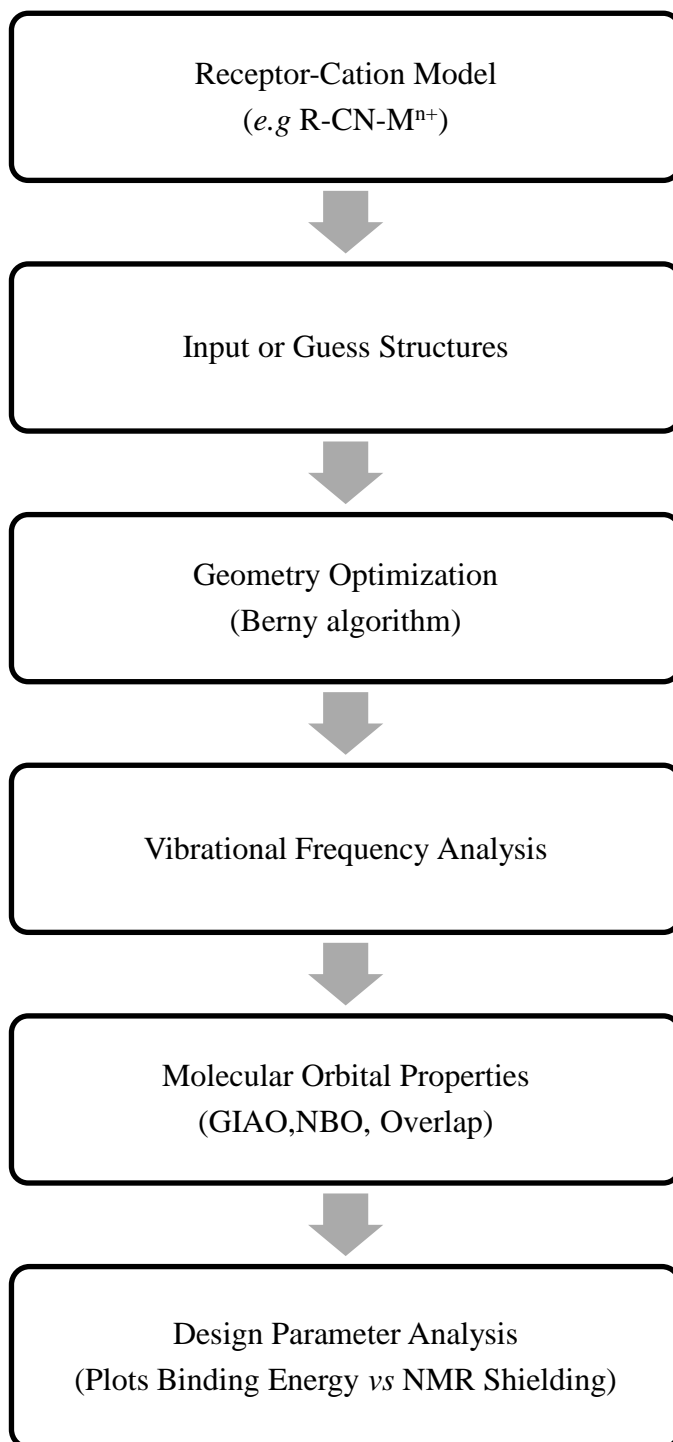 Receptor-Cation Model
(e.g R-CN-Mⁿ⁺)
Input or Guess Structures
Geometry Optimization
(Berny algorithm)
Vibrational Frequency Analysis
Molecular Orbital Properties
(GIAO,NBO, Overlap)
Design Parameter Analysis
(Plots Binding Energy vs NMR Shielding)